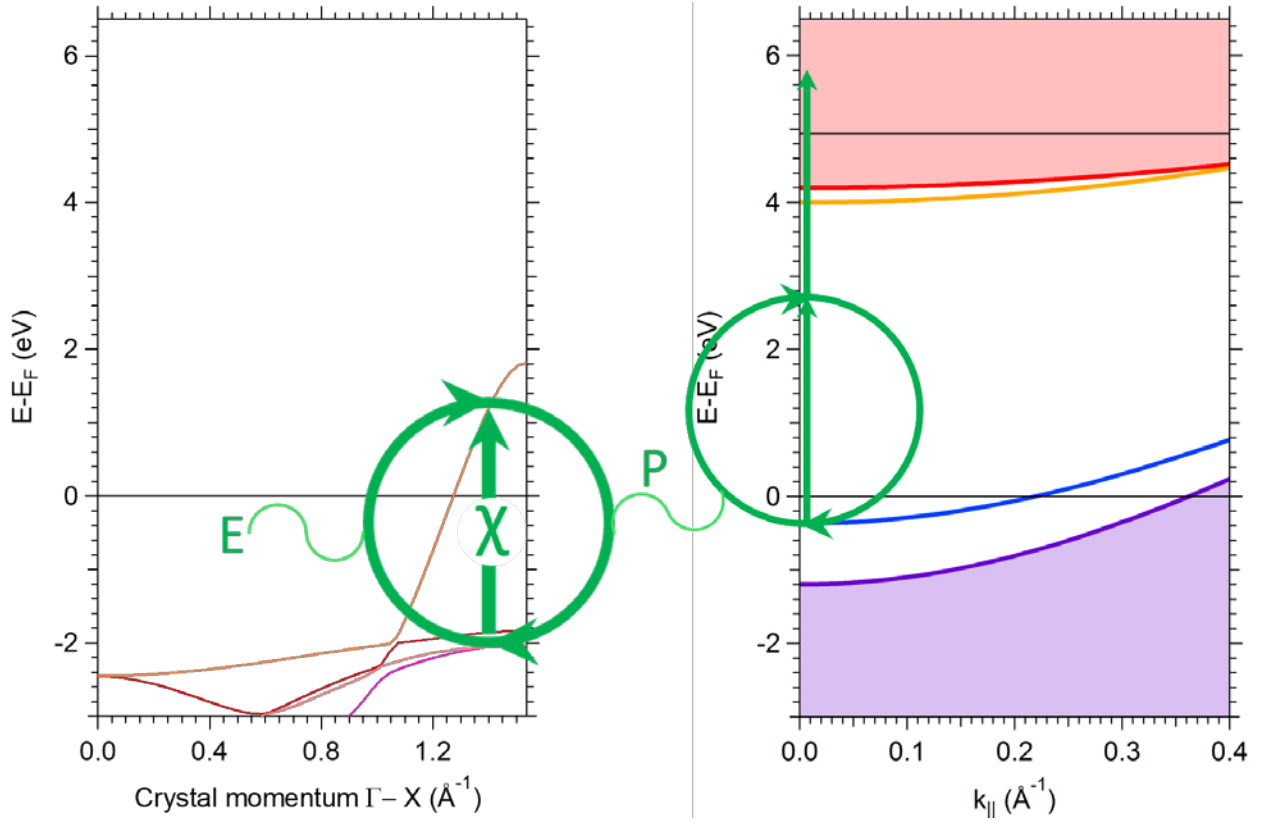 6
4
2
0
-2
E-E_F (eV)
0.0 0.4 0.8 1.2
Crystal momentum Γ– X (Å⁻¹)
E
χ
P
6
4
2
0
-2
E-E_F (eV)
0.0 0.1 0.2 0.3 0.4
k_|| (Å⁻¹)